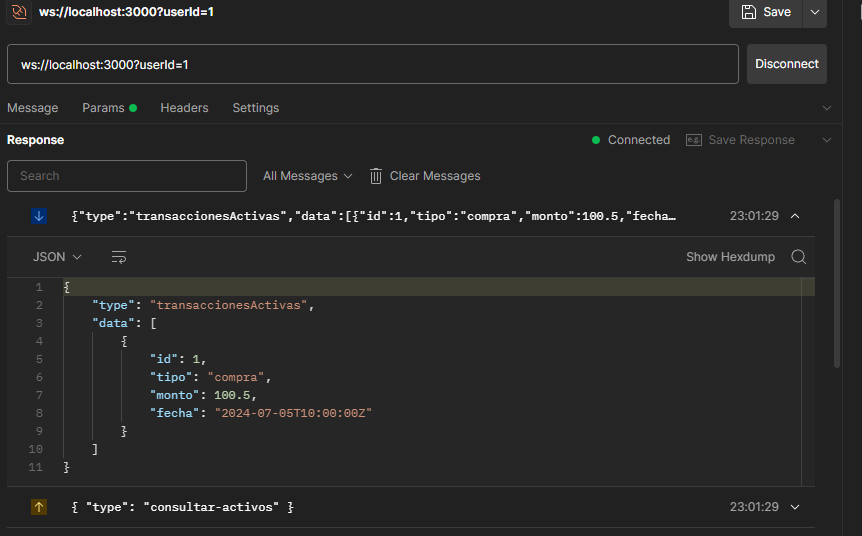 ws://localhost:3000?userId=1
Save
ws://localhost:3000?userId=1
Disconnect
Message Params Headers Settings
Response
Connected
e.g. Save Response
Search
All Messages
Clear Messages
{"type":"transaccionesActivas","data":[{"id":1,"tipo":"compra","monto":100.5,"fecha…
23:01:29
JSON
Show Hexdump
1 {
2 "type": "transaccionesActivas",
3 "data": [
4 {
5 "id": 1,
6 "tipo": "compra",
7 "monto": 100.5,
8 "fecha": "2024-07-05T10:00:00Z"
9 }
10 ]
11 }
{ "type": "consultar-activos" }
23:01:29